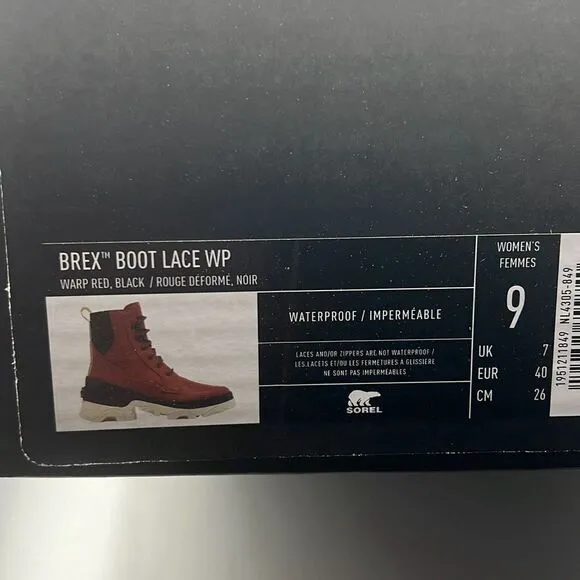 BREX™ BOOT LACE WP
WARP RED, BLACK / ROUGE DÉFORMÉ, NOIR
WATERPROOF / IMPERMÉABLE
LACES AND/OR ZIPPERS ARE NOT WATERPROOF /
LES LACETS ET/OU LES FERMETURES À GLISSIÈRE
NE SONT PAS IMPERMÉABLES
SOREL
WOMEN'S
FEMMES
9
UK 7
EUR 40
CM 26
1951211849 NL4305-849